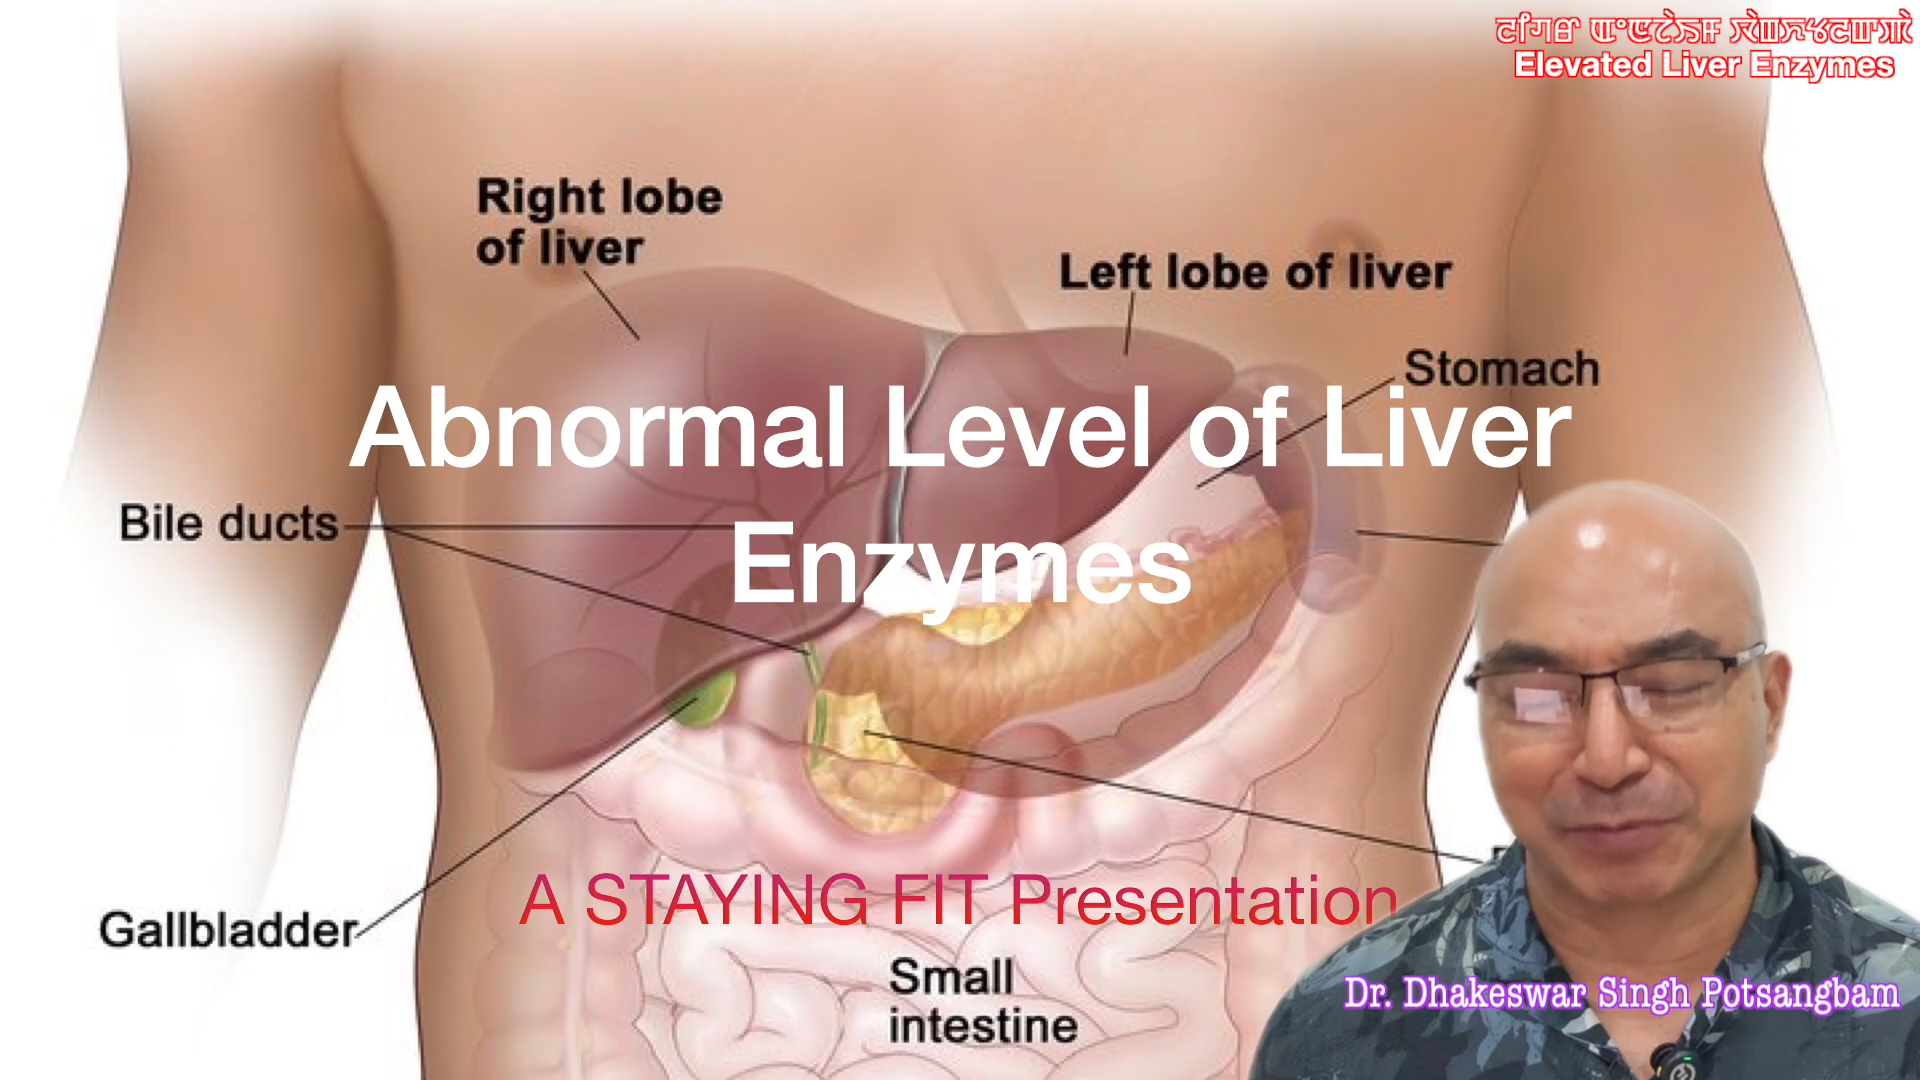 Elevated Liver Enzymes
Right lobe
of liver
Left lobe of liver
Stomach
Abnormal Level of Liver
Enzymes
Bile ducts
A STAYING FIT Presentation
Gallbladder
Small
intestine
Dr. Dhakeswar Singh Potsangbam